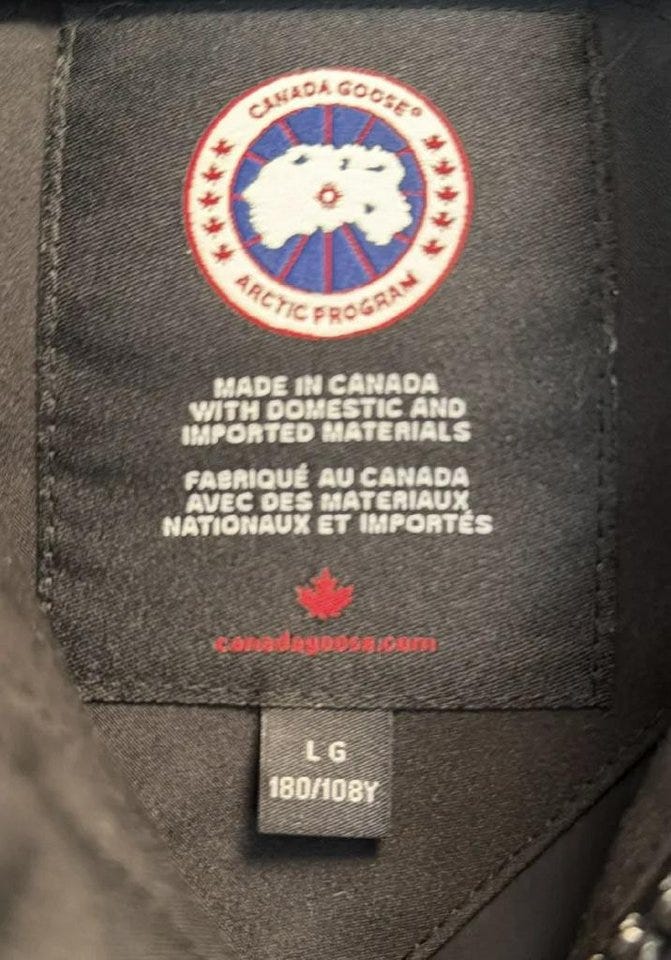 CANADA GOOSE®
ARCTIC PROGRAM
MADE IN CANADA
WITH DOMESTIC AND
IMPORTED MATERIALS
FABRIQUÉ AU CANADA
AVEC DES MATERIAUX
NATIONAUX ET IMPORTÉS
canadagoose.com
LG
180/108Y